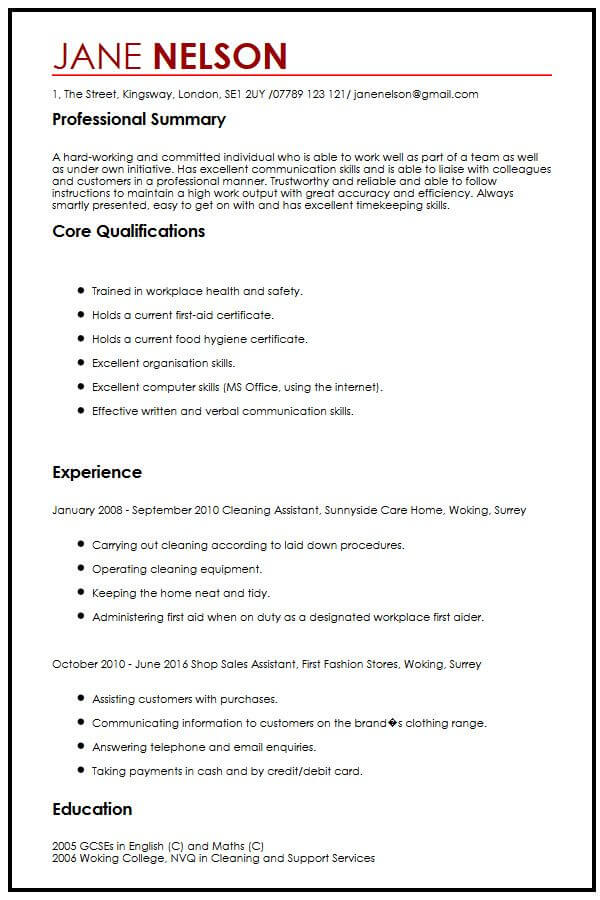 JANE NELSON
1, The Street, Kingsway, London, SE1 2UY /07789 123 121/ janenelson@gmail.com
Professional Summary
A hard-working and committed individual who is able to work well as part of a team as well
as under own initiative. Has excellent communication skills and is able to liaise with colleagues
and customers in a professional manner. Trustworthy and reliable and able to follow
instructions to maintain a high work output with great accuracy and efficiency. Always
smartly presented, easy to get on with and has excellent timekeeping skills.
Core Qualifications
● Trained in workplace health and safety.
● Holds a current first-aid certificate.
● Holds a current food hygiene certificate.
● Excellent organisation skills.
● Excellent computer skills (MS Office, using the internet).
● Effective written and verbal communication skills.
Experience
January 2008 - September 2010 Cleaning Assistant, Sunnyside Care Home, Woking, Surrey
● Carrying out cleaning according to laid down procedures.
● Operating cleaning equipment.
● Keeping the home neat and tidy.
● Administering first aid when on duty as a designated workplace first aider.
October 2010 - June 2016 Shop Sales Assistant, First Fashion Stores, Woking, Surrey
● Assisting customers with purchases.
● Communicating information to customers on the brand�s clothing range.
● Answering telephone and email enquiries.
● Taking payments in cash and by credit/debit card.
Education
2005 GCSEs in English (C) and Maths (C)
2006 Woking College, NVQ in Cleaning and Support Services